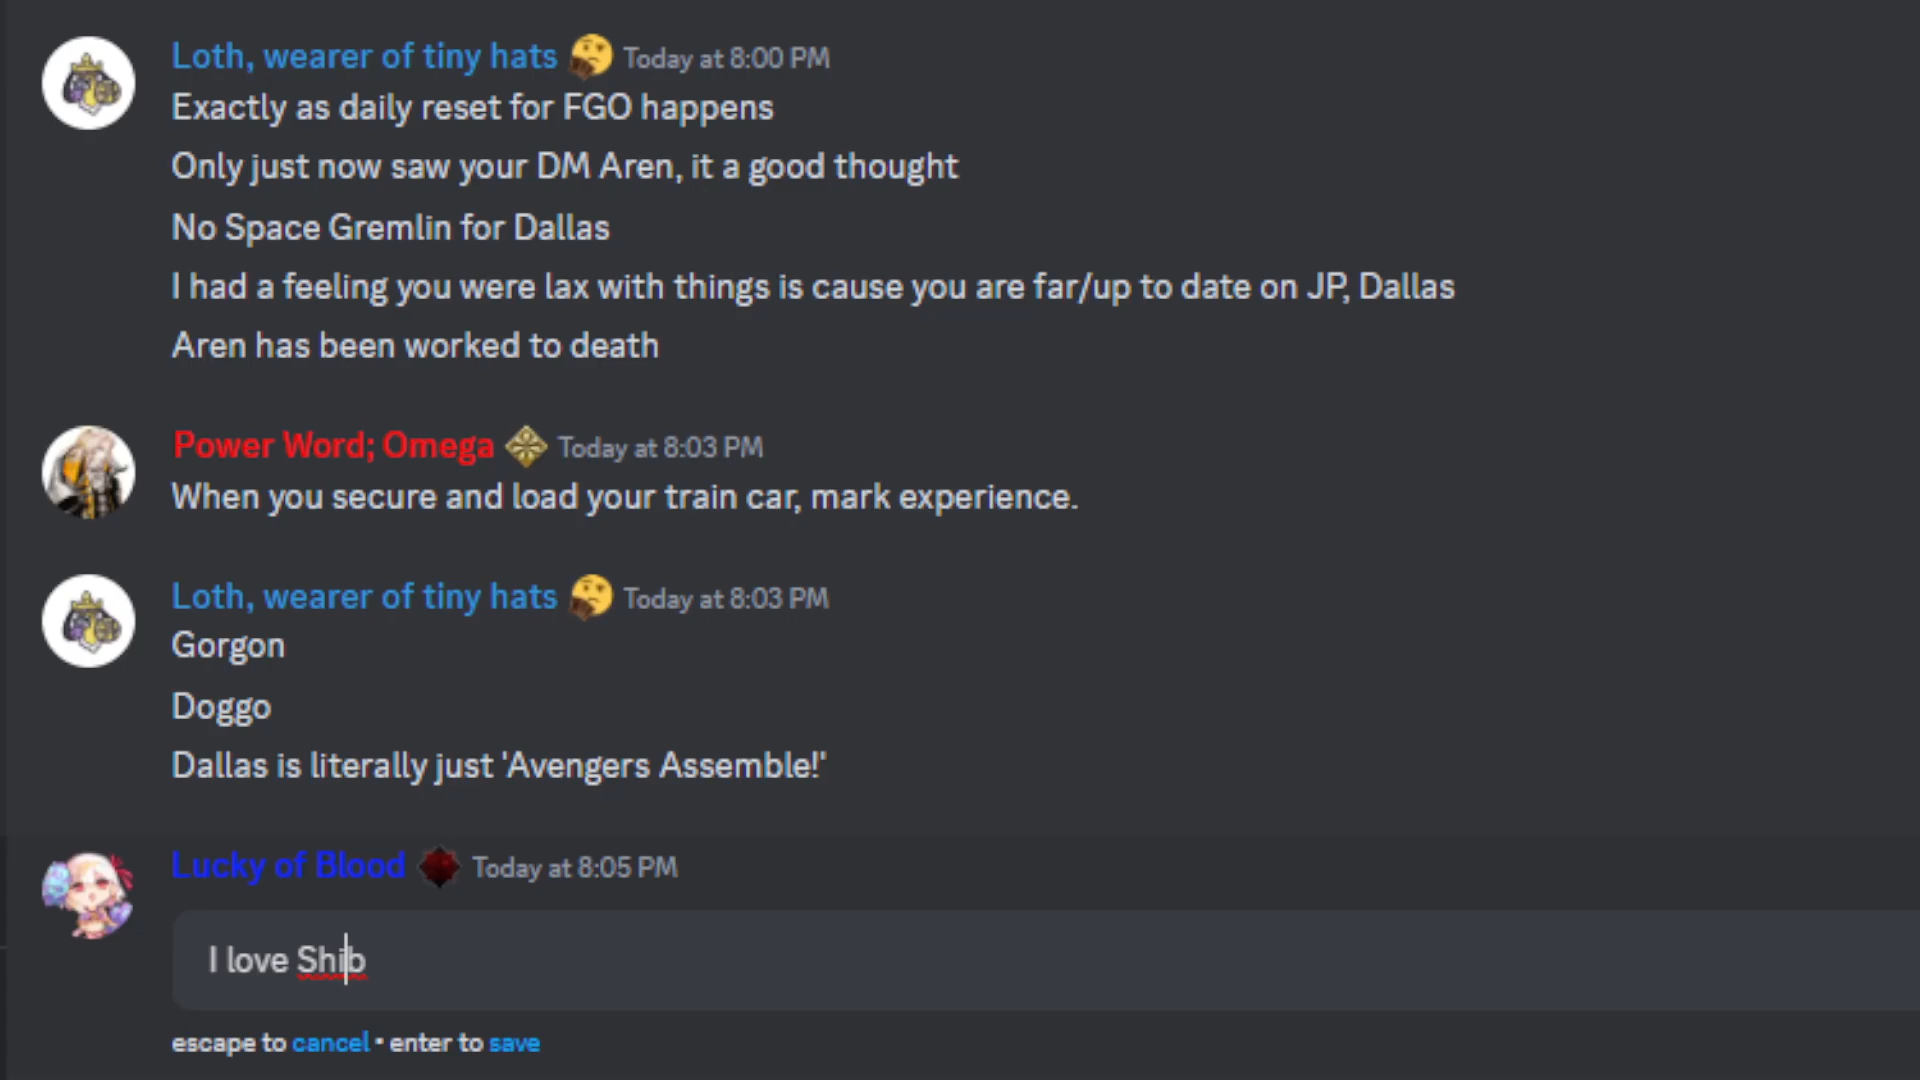 Loth, wearer of tiny hats Today at 8:00 PM
Exactly as daily reset for FGO happens
Only just now saw your DM Aren, it a good thought
No Space Gremlin for Dallas
I had a feeling you were lax with things is cause you are far/up to date on JP, Dallas
Aren has been worked to death
Power Word; Omega Today at 8:03 PM
When you secure and load your train car, mark experience.
Loth, wearer of tiny hats Today at 8:03 PM
Gorgon
Doggo
Dallas is literally just 'Avengers Assemble!'
Lucky of Blood Today at 8:05 PM
I love Shib
escape to cancel • enter to save